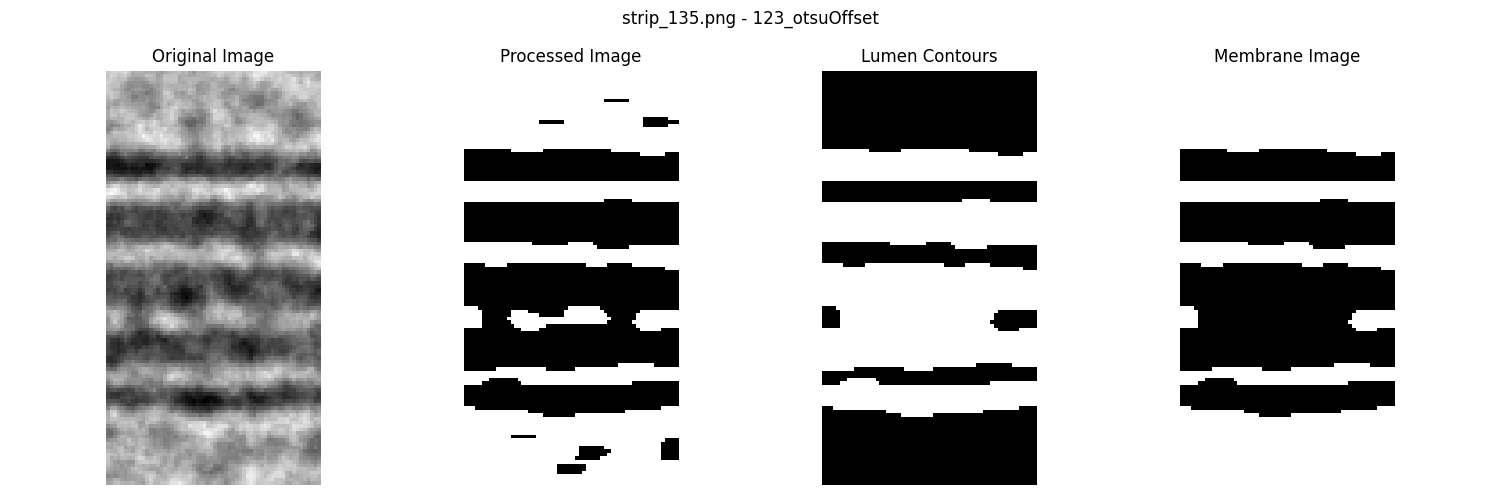 strip_135.png - 123_otsuOffset
Original Image
Processed Image
Lumen Contours
Membrane Image